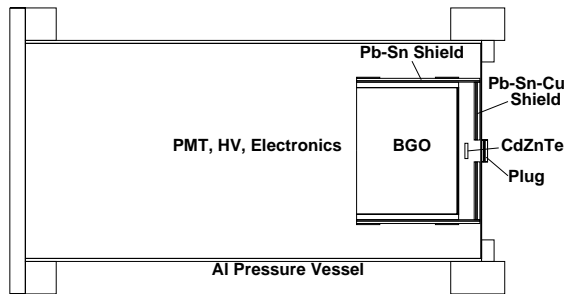 Pb-Sn Shield
Pb-Sn-Cu
Shield
PMT, HV, Electronics
BGO
CdZnTe
Plug
Al Pressure Vessel